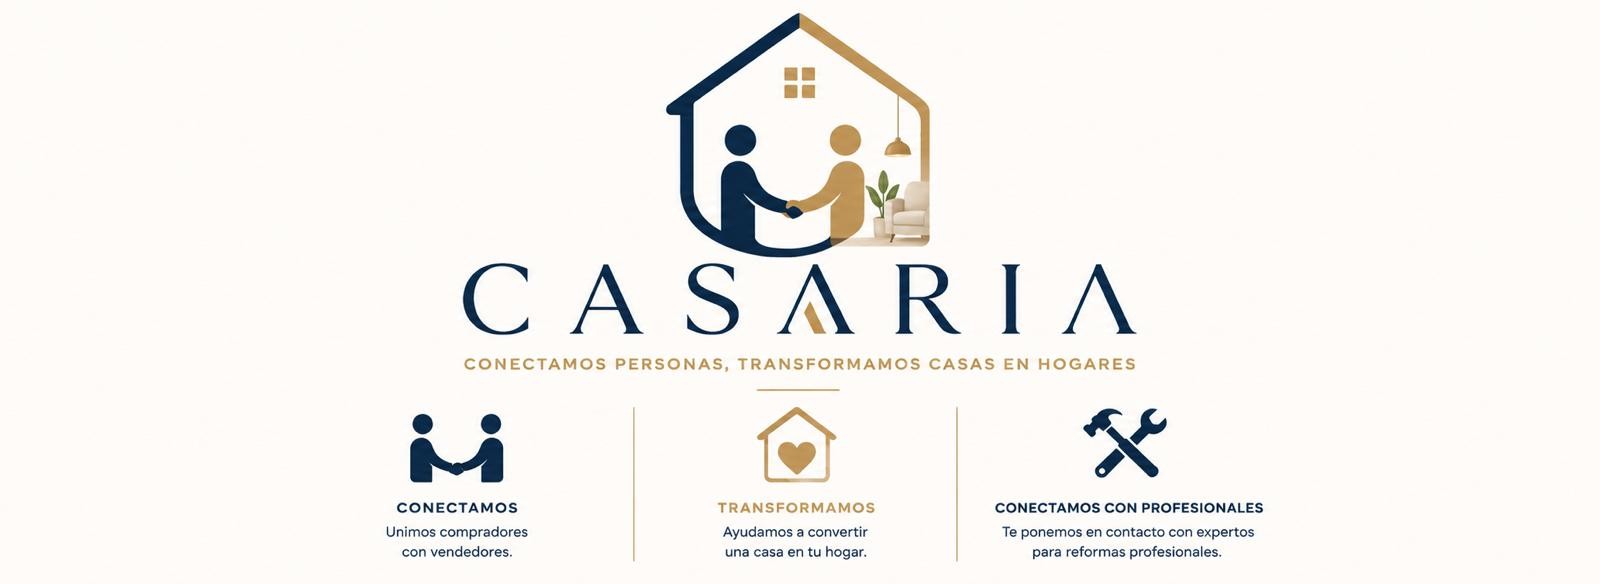 CASARIA
CONECTAMOS PERSONAS, TRANSFORMAMOS CASAS EN HOGARES
CONECTAMOS
Unimos compradores
con vendedores.
TRANSFORMAMOS
Ayudamos a convertir
una casa en tu hogar.
CONECTAMOS CON PROFESIONALES
Te ponemos en contacto con expertos
para reformas profesionales.